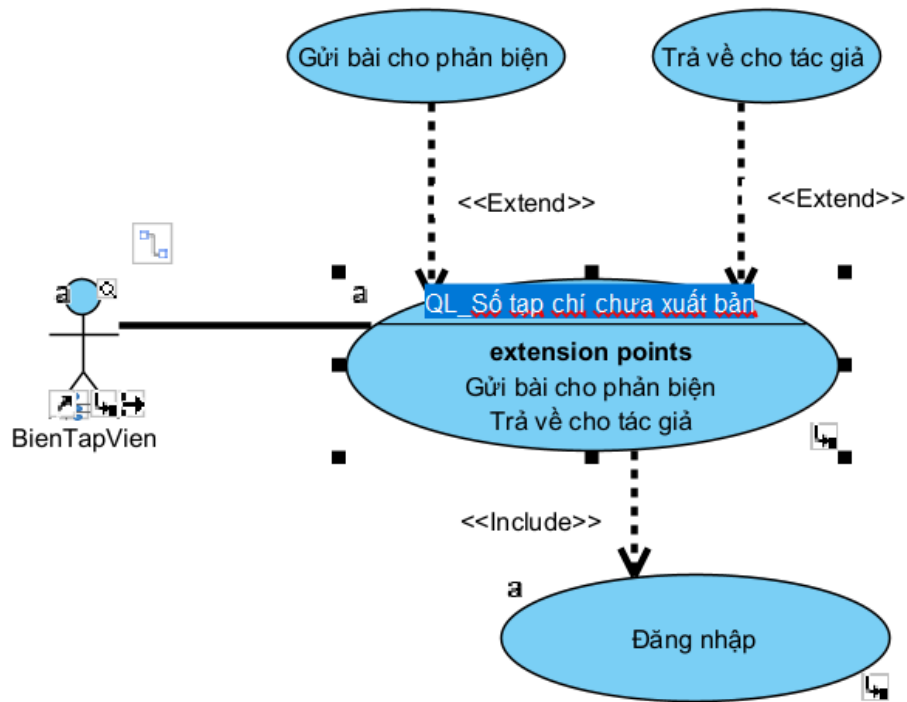 Gửi bài cho phản biện
Trả về cho tác giả
<<Extend>>
<<Extend>>
a
a
QL_Số tạp chí chưa xuất bản
extension points
Gửi bài cho phản biện
Trả về cho tác giả
BienTapVien
<<Include>>
a
Đăng nhập